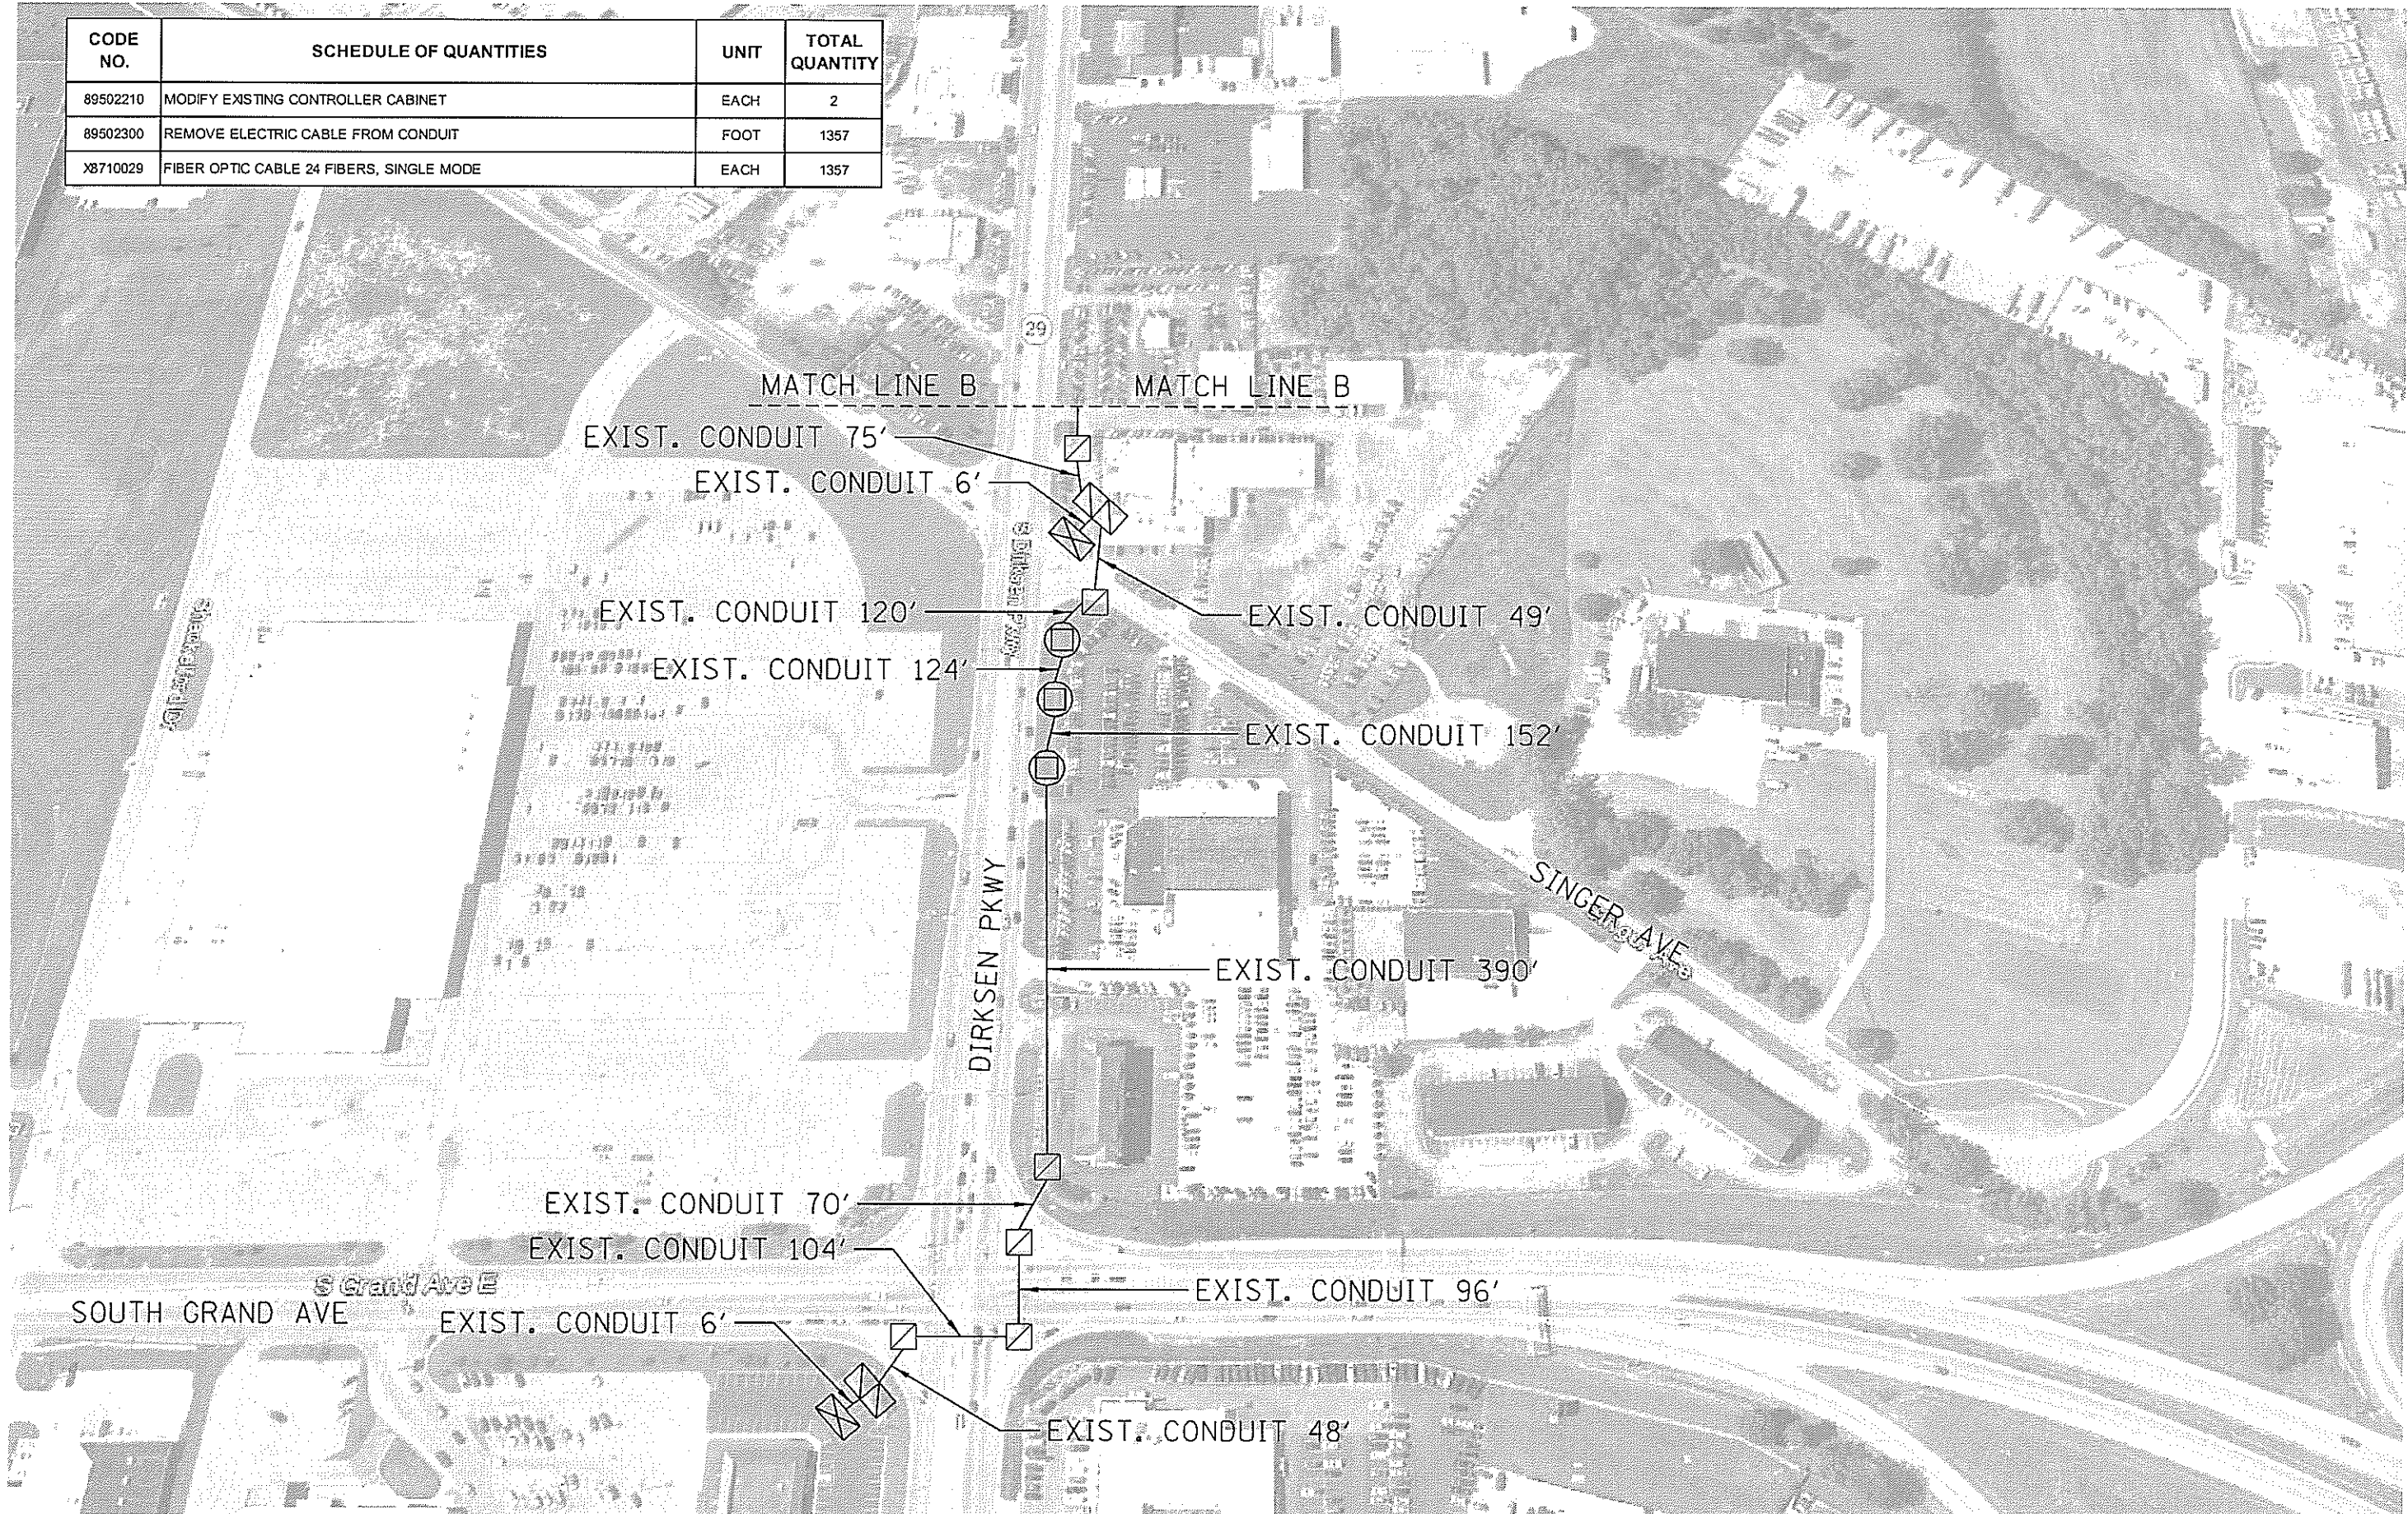 CODE NO. SCHEDULE OF QUANTITIES UNIT TOTAL QUANTITY
89502210 MODIFY EXISTING CONTROLLER CABINET EACH 2
89502300 REMOVE ELECTRIC CABLE FROM CONDUIT FOOT 1357
X8710029 FIBER OPTIC CABLE 24 FIBERS, SINGLE MODE EACH 1357
29
MATCH LINE B MATCH LINE B
EXIST. CONDUIT 75'
EXIST. CONDUIT 6'
S Dirksen Pkwy
EXIST. CONDUIT 120'
EXIST. CONDUIT 49'
EXIST. CONDUIT 124'
EXIST. CONDUIT 152'
DIRKSEN PKWY
SINGER AVE
EXIST. CONDUIT 390'
EXIST. CONDUIT 70'
EXIST. CONDUIT 104'
S Grand Ave E
EXIST. CONDUIT 96'
SOUTH GRAND AVE
EXIST. CONDUIT 6'
EXIST. CONDUIT 48'